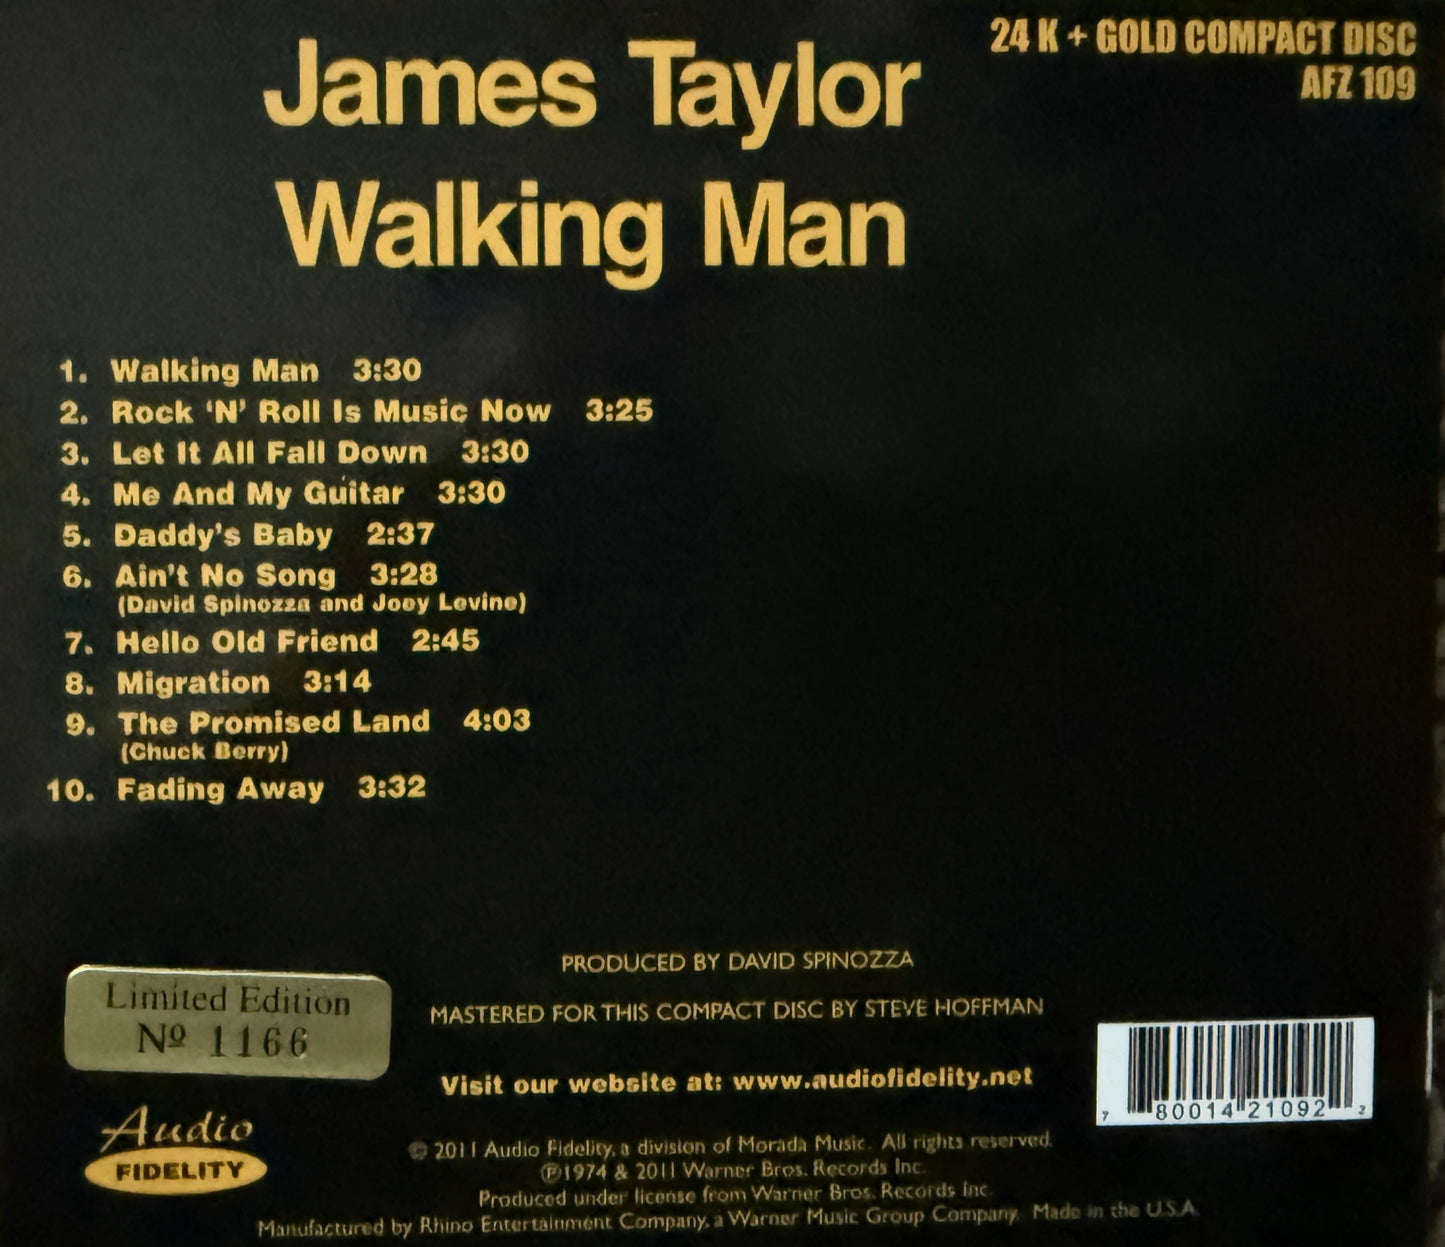 24 K + GOLD COMPACT DISC
AFZ 109
James Taylor
Walking Man
1. Walking Man 3:30
2. Rock ‘N’ Roll Is Music Now 3:25
3. Let It All Fall Down 3:30
4. Me And My Guitar 3:30
5. Daddy’s Baby 2:37
6. Ain’t No Song 3:28
(David Spinozza and Joey Levine)
7. Hello Old Friend 2:45
8. Migration 3:14
9. The Promised Land 4:03
(Chuck Berry)
10. Fading Away 3:32
PRODUCED BY DAVID SPINOZZA
MASTERED FOR THIS COMPACT DISC BY STEVE HOFFMAN
Limited Edition
Nº 1166
Visit our website at: www.audiofidelity.net
7 80014 21092 2
Audio
FIDELITY
© 2011 Audio Fidelity, a division of Morada Music. All rights reserved.
℗1974 & 2011 Warner Bros. Records Inc.
Produced under license from Warner Bros. Records Inc.
Manufactured by Rhino Entertainment Company, a Warner Music Group Company. Made in the U.S.A.